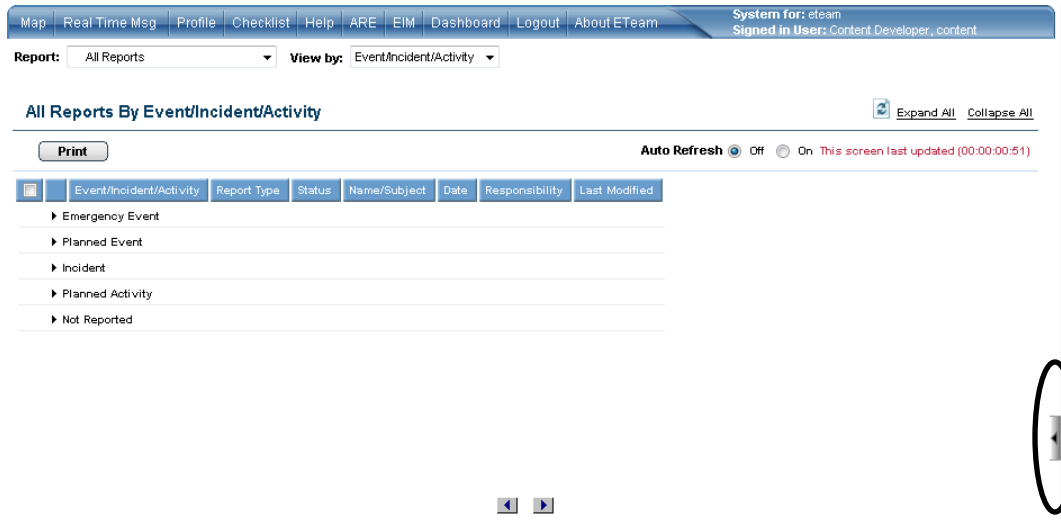 Map Real Time Msg Profile Checklist Help ARE EIM Dashboard Logout About ETeam
System for: eteam
Signed in User: Content Developer, content
Report: All Reports View by: Event/Incident/Activity
All Reports By Event/Incident/Activity
Expand All Collapse All
Print
Auto Refresh Off On This screen last updated (00:00:00:51)
Event/Incident/Activity Report Type Status Name/Subject Date Responsibility Last Modified
Emergency Event
Planned Event
Incident
Planned Activity
Not Reported